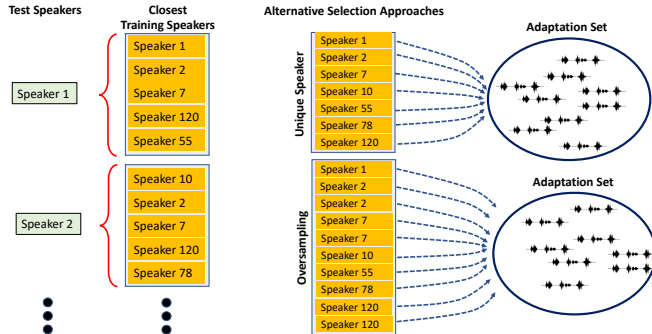 Test Speakers
Closest
Training Speakers
Alternative Selection Approaches
Speaker 1
Speaker 1
Speaker 2
Speaker 7
Speaker 120
Speaker 55
Speaker 2
Speaker 10
Speaker 2
Speaker 7
Speaker 120
Speaker 78
Unique Speaker
Speaker 1
Speaker 2
Speaker 7
Speaker 10
Speaker 55
Speaker 78
Speaker 120
Adaptation Set
Oversampling
Speaker 1
Speaker 2
Speaker 2
Speaker 7
Speaker 7
Speaker 10
Speaker 55
Speaker 78
Speaker 120
Speaker 120
Adaptation Set